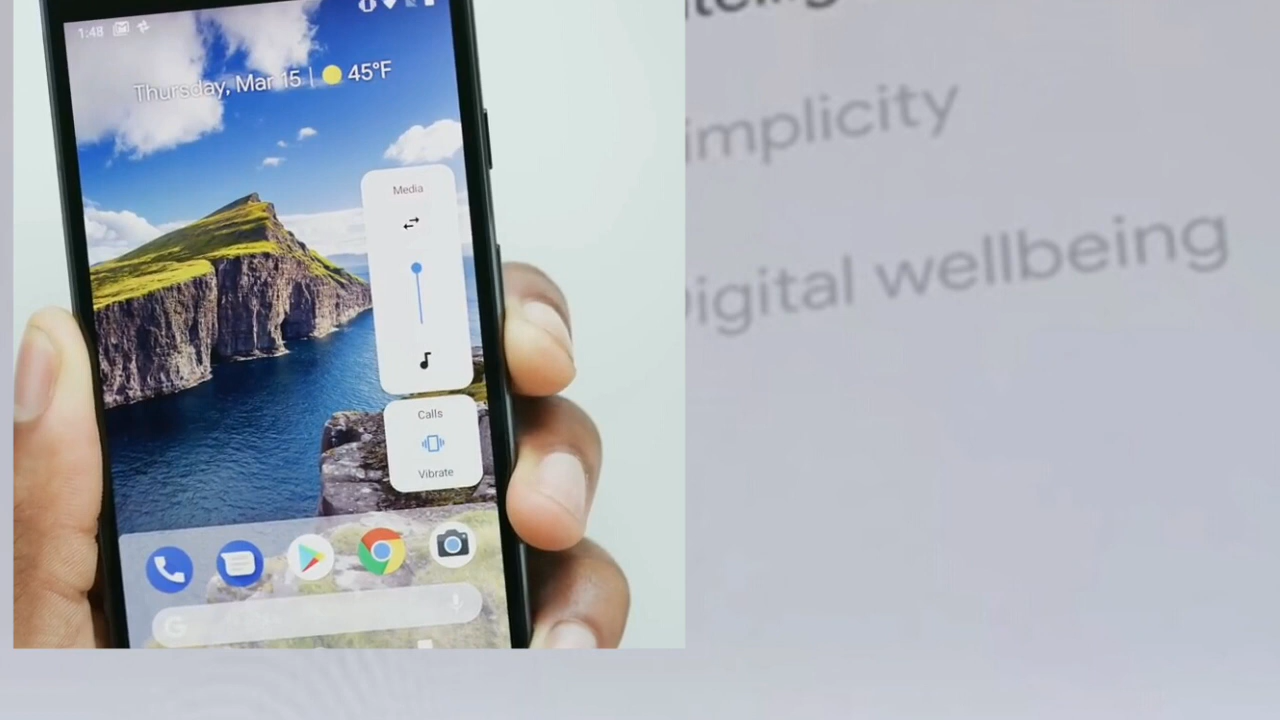 1:48
Thursday, Mar 15 | 45°F
Media
Calls
Vibrate
G
implicity
igital wellbeing